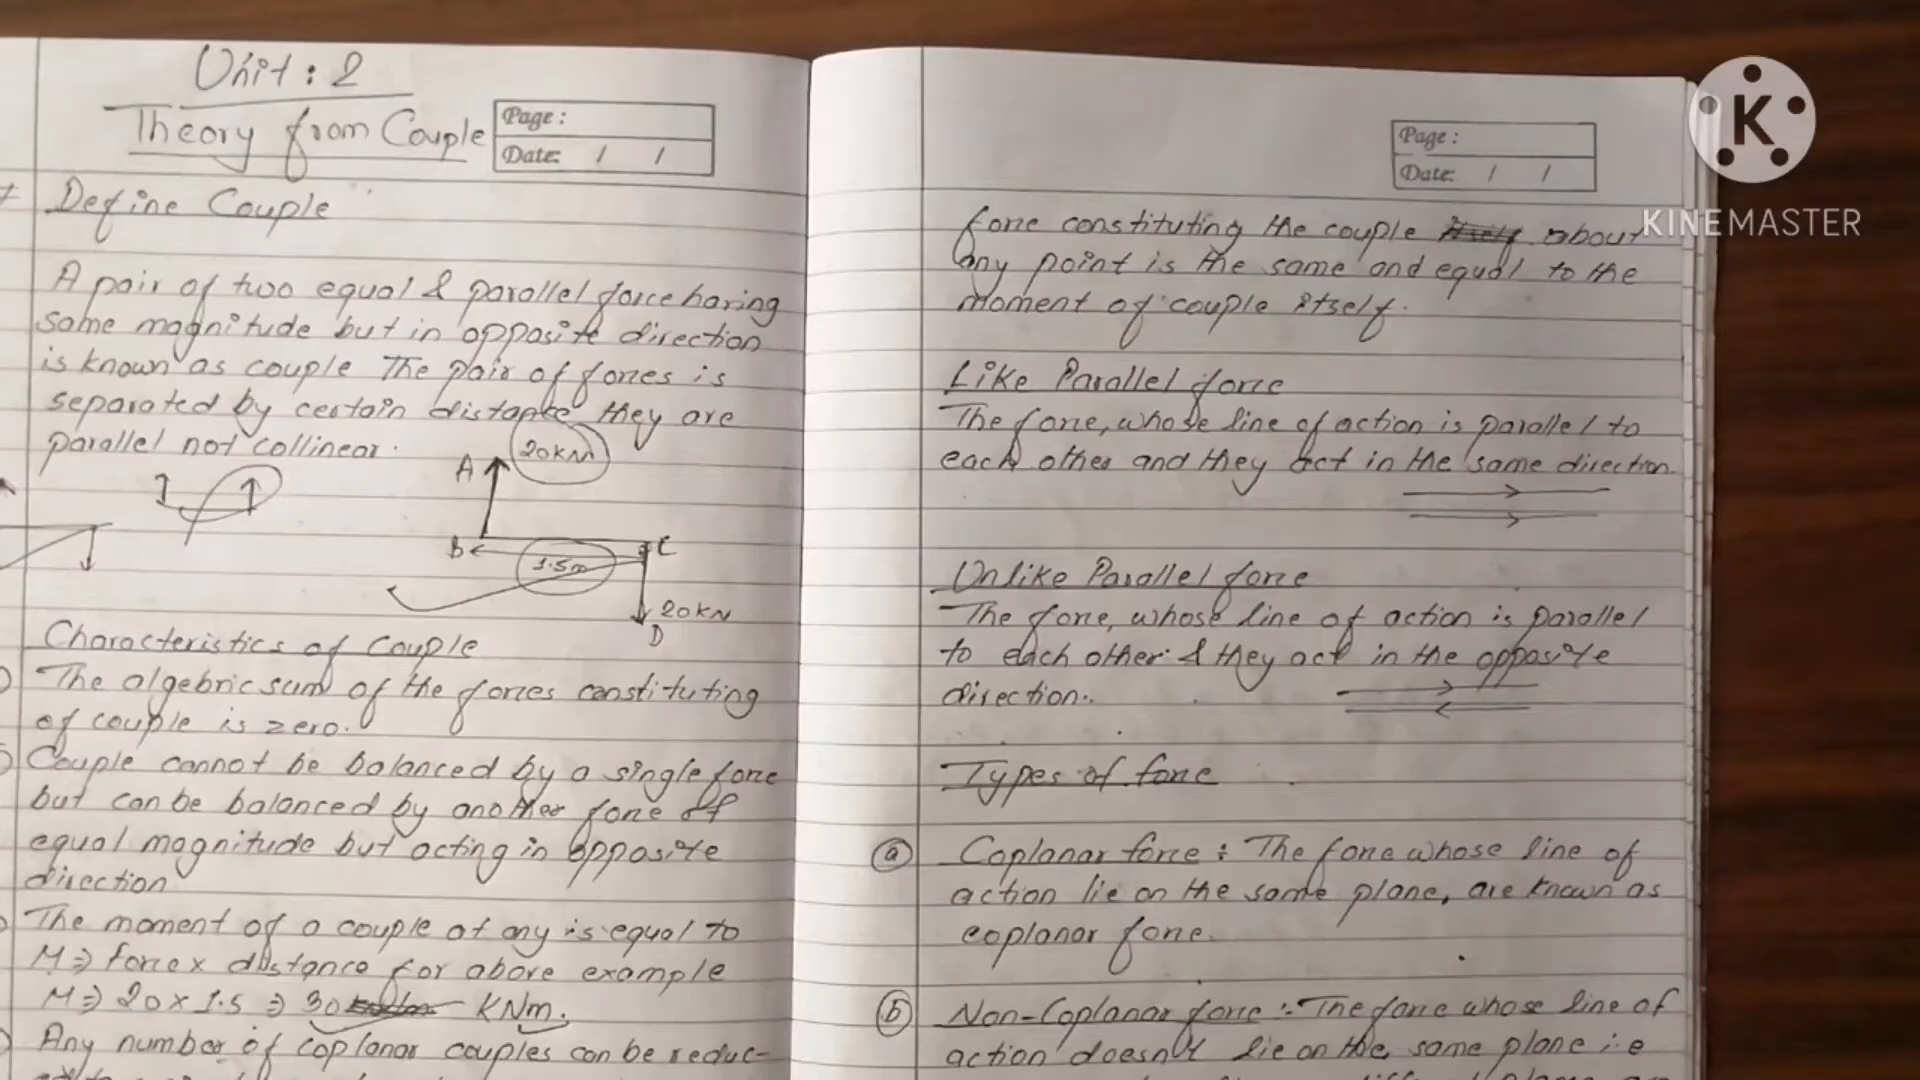 Unit : 2
Theory from Couple
Page :
Date: / /
Define Couple
A pair of two equal & parallel force having
same magnitude but in opposite direction
is known as couple The pair of forces is
separated by certain distance they are
parallel not collinear.
A
20KN
B
C
1.5m
20KN
D
Characteristics of Couple
The algebric sum of the forces constituting
of couple is zero.
Couple cannot be balanced by a single force
but can be balanced by another force of
equal magnitude but acting in opposite
direction
The moment of a couple at any is equal to
M ⇒ force x distance for above example
M ⇒ 20 x 1.5 ⇒ 30 KNm.
Any number of coplanar couples can be reduc-
Page :
Date: / /
force constituting the couple about
any point is the same and equal to the
moment of couple itself.
Like Parallel force
The force, whose line of action is parallel to
each other and they act in the same direction
Unlike Parallel force
The force, whose line of action is parallel
to each other & they act in the opposite
direction.
Types of force
a Coplanar force : The force whose line of
action lie on the same plane, are known as
coplanar force.
b Non-Coplanar force :- The force whose line of
action doesn't lie on the same plane i.e
K
KINEMASTER